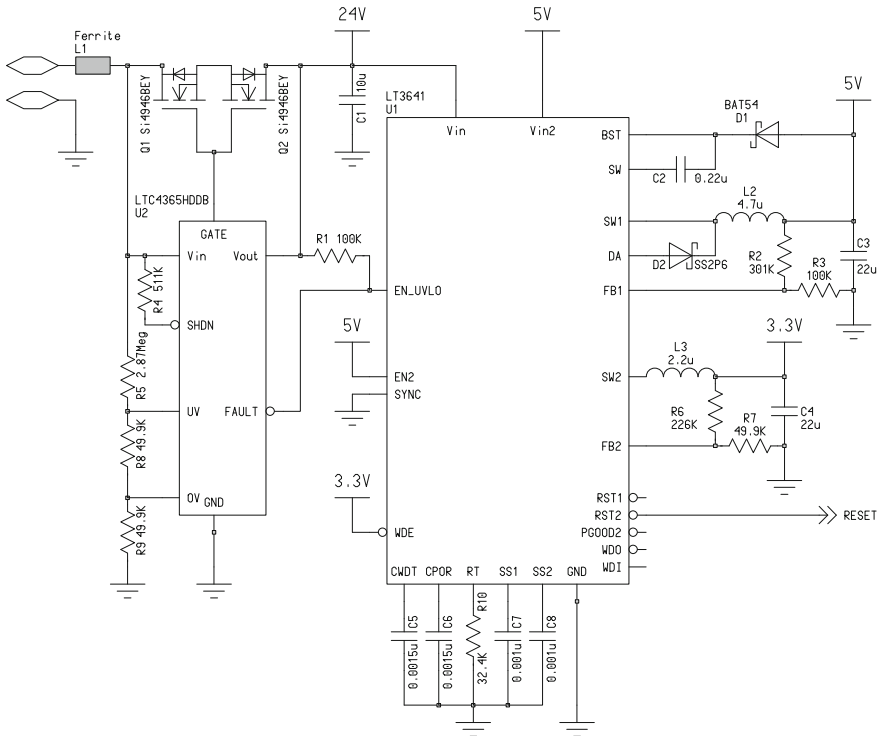 24V
5V
Ferrite
L1
Q1 Si4946BEY
Q2 Si4946BEY
10u
C1
LT3641
U1
Vin
Vin2
5V
BAT54
D1
BST
SW
C2 0.22u
LTC4365HDDB
U2
GATE
Vin
Vout
R1 100K
R4 511K
SHDN
EN_UVLO
SW1
L2
4.7u
DA
D2
SS2P6
R2
301K
R3
100K
C3
22u
FB1
5V
3.3V
R5 2.87Meg
EN2
SYNC
SW2
L3
2.2u
UV
FAULT
R8 49.9K
R6
226K
R7
49.9K
C4
22u
FB2
OV
GND
3.3V
R9 49.9K
WDE
RST1
RST2
RESET
PGOOD2
WDO
WDI
CWDT
CPOR
RT
SS1
SS2
GND
0.0015u C5
0.0015u C6
32.4K R10
0.001u C7
0.001u C8